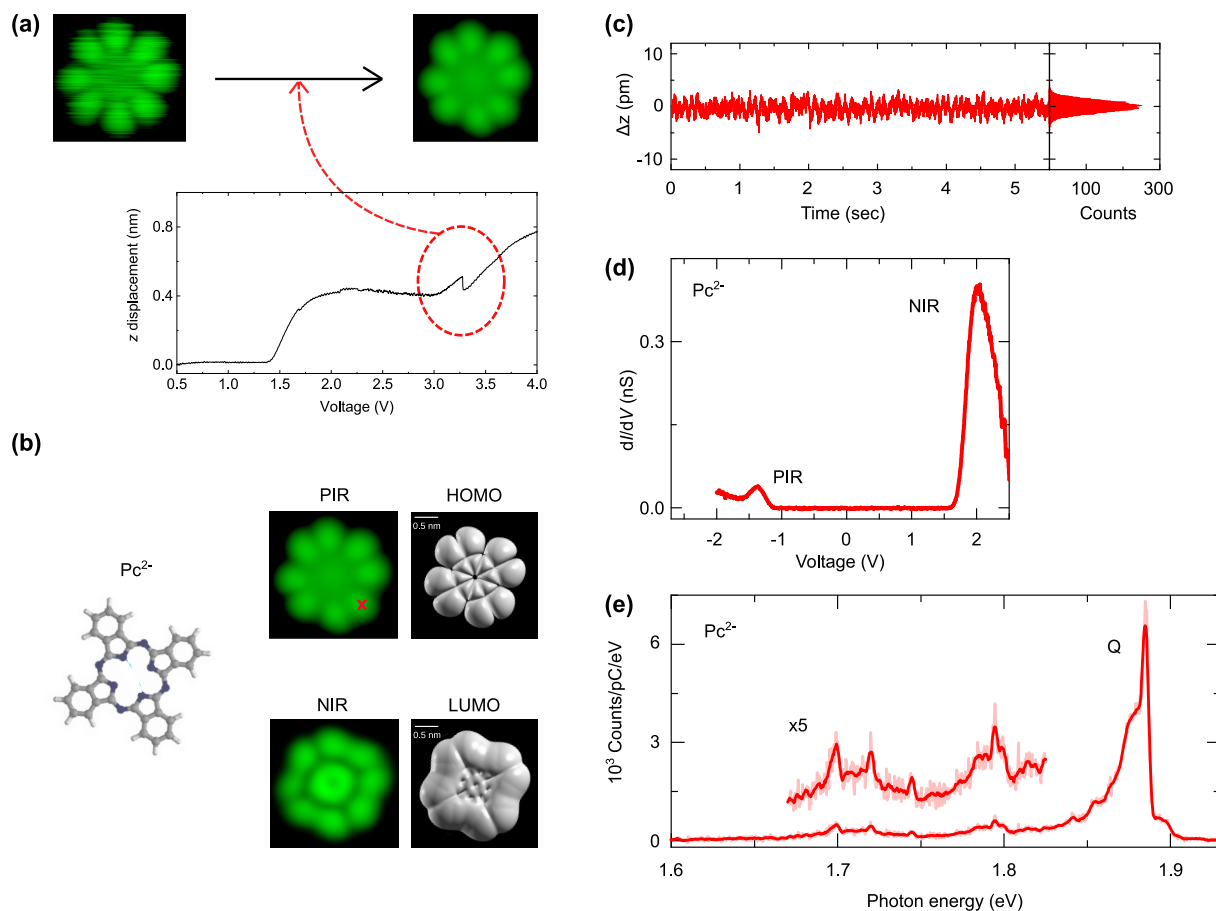 (a)
z displacement (nm)
0.8
0.4
0.0
0.5 1.0 1.5 2.0 2.5 3.0 3.5 4.0
Voltage (V)
(b)
Pc²⁻
PIR
x
HOMO
0.5 nm
NIR
LUMO
0.5 nm
(c)
Δz (pm)
10
0
-10
0 1 2 3 4 5 100 300
Time (sec) Counts
(d)
Pc²⁻
NIR
PIR
dI/dV (nS)
0.3
0.0
-2 -1 0 1 2
Voltage (V)
(e)
Pc²⁻
Q
x5
10³ Counts/pC/eV
6
3
0
1.6 1.7 1.8 1.9
Photon energy (eV)